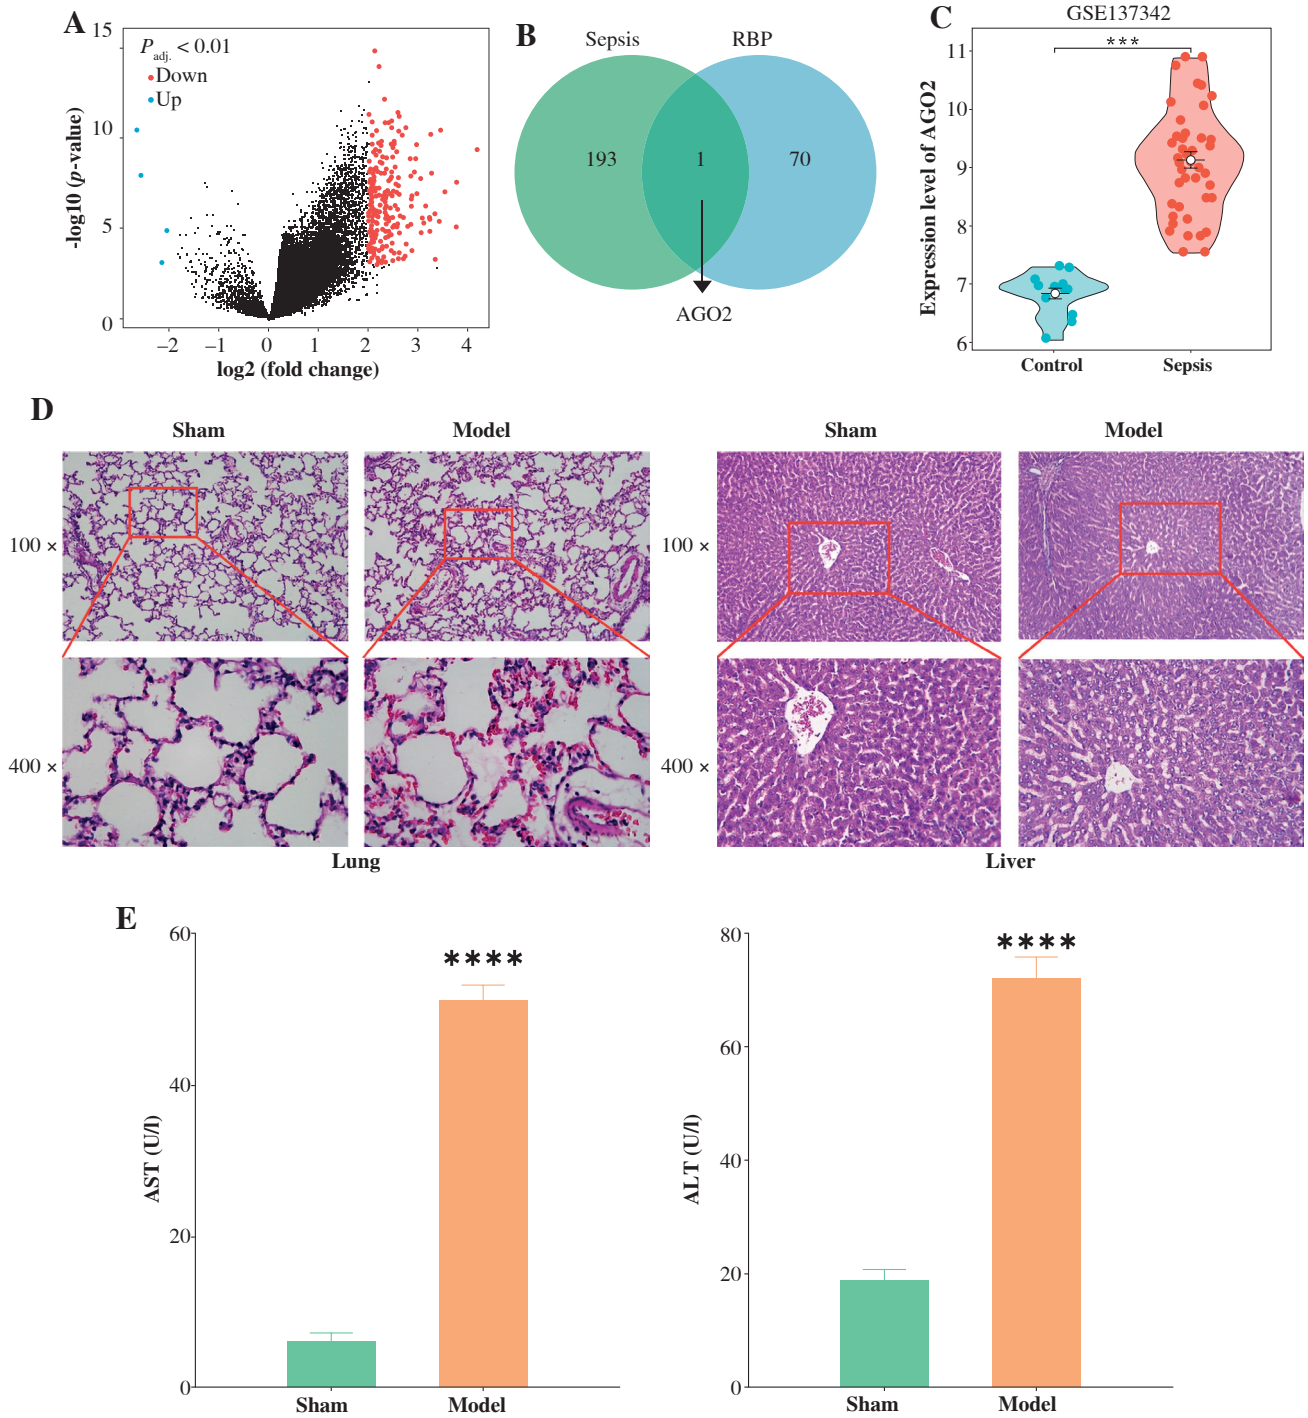 A
15
10
5
0
-log10 (p-value)
P adj. < 0.01
Down
Up
−2
−1
0
1
2
3
4
log2 (fold change)
B
Sepsis
RBP
193
1
70
AGO2
C
GSE137342
***
11
10
9
8
7
6
Expression level of AGO2
Control
Sepsis
D
Sham
Model
Sham
Model
100 ×
100 ×
400 ×
400 ×
Lung
Liver
E
60
40
20
0
AST (U/l)
****
Sham
Model
80
60
40
20
0
ALT (U/l)
****
Sham
Model